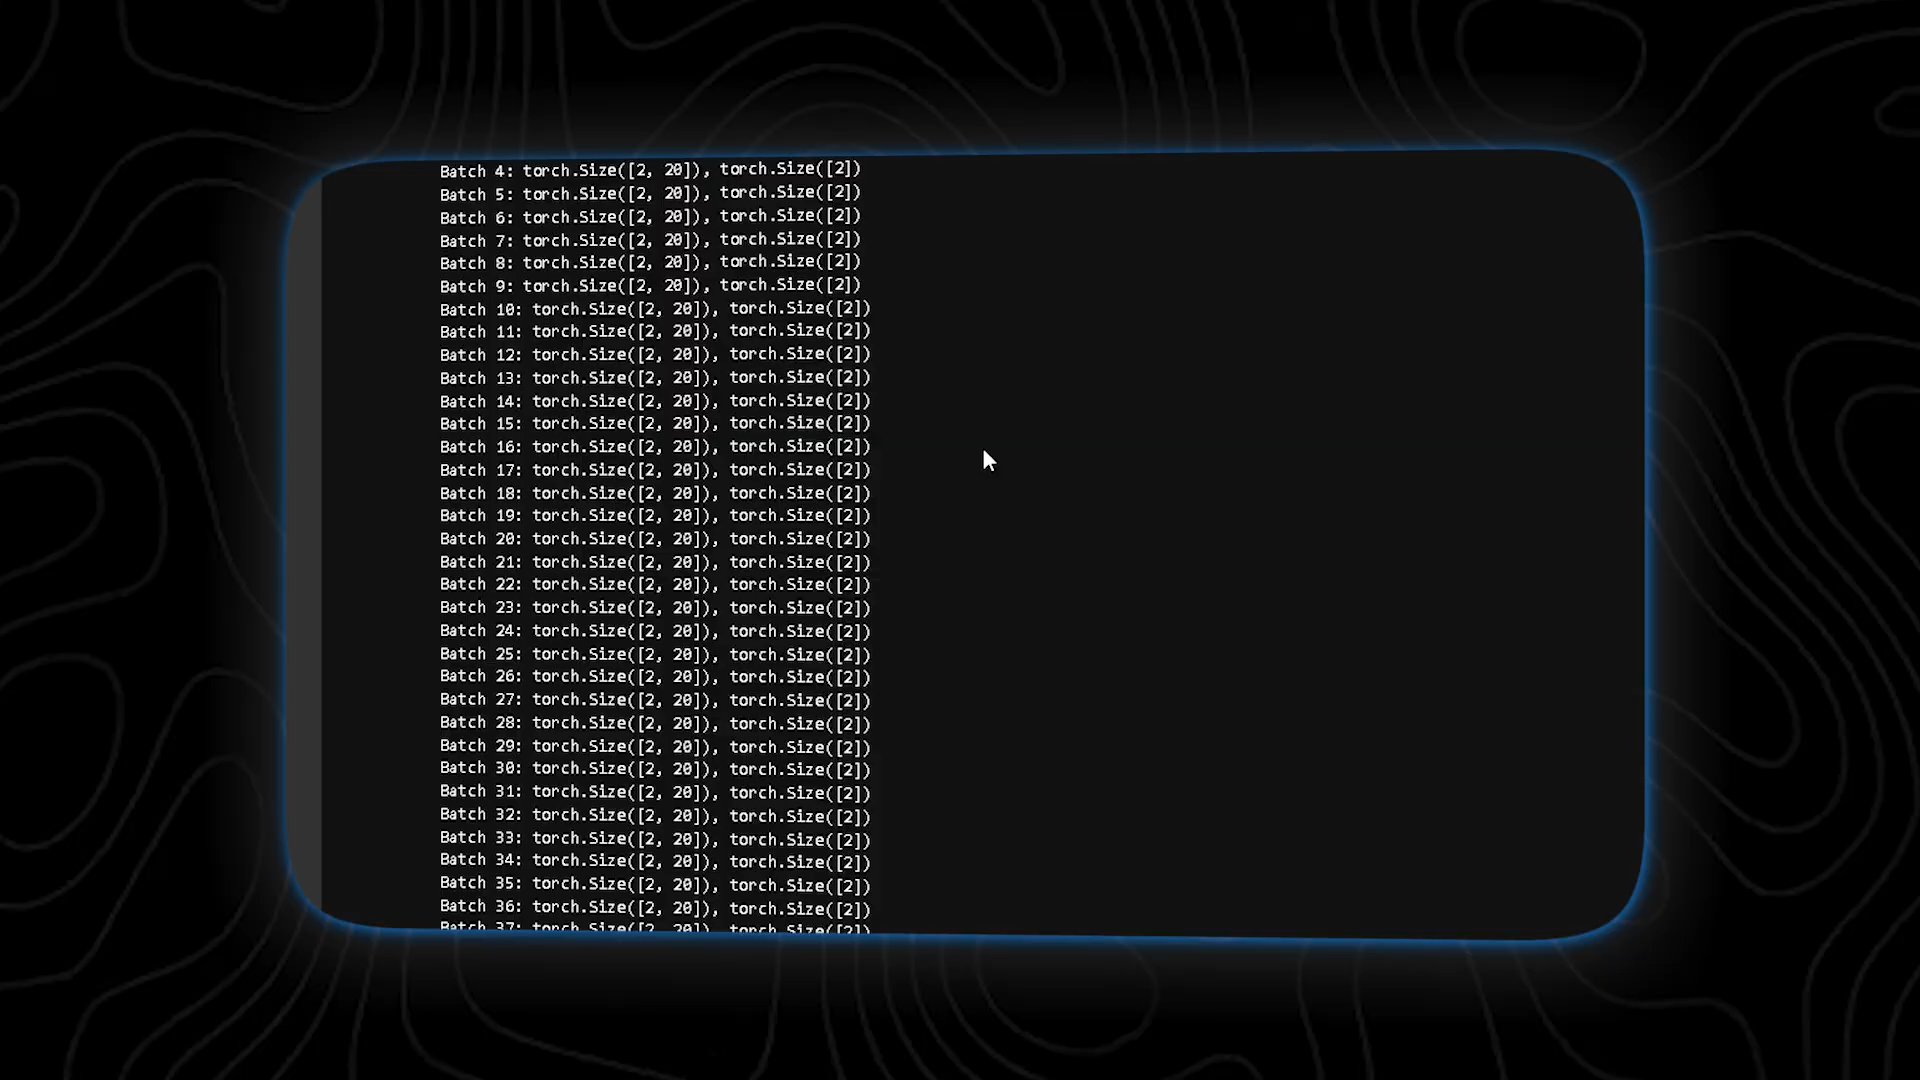 Batch 4: torch.Size([2, 20]), torch.Size([2])
Batch 5: torch.Size([2, 20]), torch.Size([2])
Batch 6: torch.Size([2, 20]), torch.Size([2])
Batch 7: torch.Size([2, 20]), torch.Size([2])
Batch 8: torch.Size([2, 20]), torch.Size([2])
Batch 9: torch.Size([2, 20]), torch.Size([2])
Batch 10: torch.Size([2, 20]), torch.Size([2])
Batch 11: torch.Size([2, 20]), torch.Size([2])
Batch 12: torch.Size([2, 20]), torch.Size([2])
Batch 13: torch.Size([2, 20]), torch.Size([2])
Batch 14: torch.Size([2, 20]), torch.Size([2])
Batch 15: torch.Size([2, 20]), torch.Size([2])
Batch 16: torch.Size([2, 20]), torch.Size([2])
Batch 17: torch.Size([2, 20]), torch.Size([2])
Batch 18: torch.Size([2, 20]), torch.Size([2])
Batch 19: torch.Size([2, 20]), torch.Size([2])
Batch 20: torch.Size([2, 20]), torch.Size([2])
Batch 21: torch.Size([2, 20]), torch.Size([2])
Batch 22: torch.Size([2, 20]), torch.Size([2])
Batch 23: torch.Size([2, 20]), torch.Size([2])
Batch 24: torch.Size([2, 20]), torch.Size([2])
Batch 25: torch.Size([2, 20]), torch.Size([2])
Batch 26: torch.Size([2, 20]), torch.Size([2])
Batch 27: torch.Size([2, 20]), torch.Size([2])
Batch 28: torch.Size([2, 20]), torch.Size([2])
Batch 29: torch.Size([2, 20]), torch.Size([2])
Batch 30: torch.Size([2, 20]), torch.Size([2])
Batch 31: torch.Size([2, 20]), torch.Size([2])
Batch 32: torch.Size([2, 20]), torch.Size([2])
Batch 33: torch.Size([2, 20]), torch.Size([2])
Batch 34: torch.Size([2, 20]), torch.Size([2])
Batch 35: torch.Size([2, 20]), torch.Size([2])
Batch 36: torch.Size([2, 20]), torch.Size([2])
Batch 37: torch.Size([2, 20]), torch.Size([2])